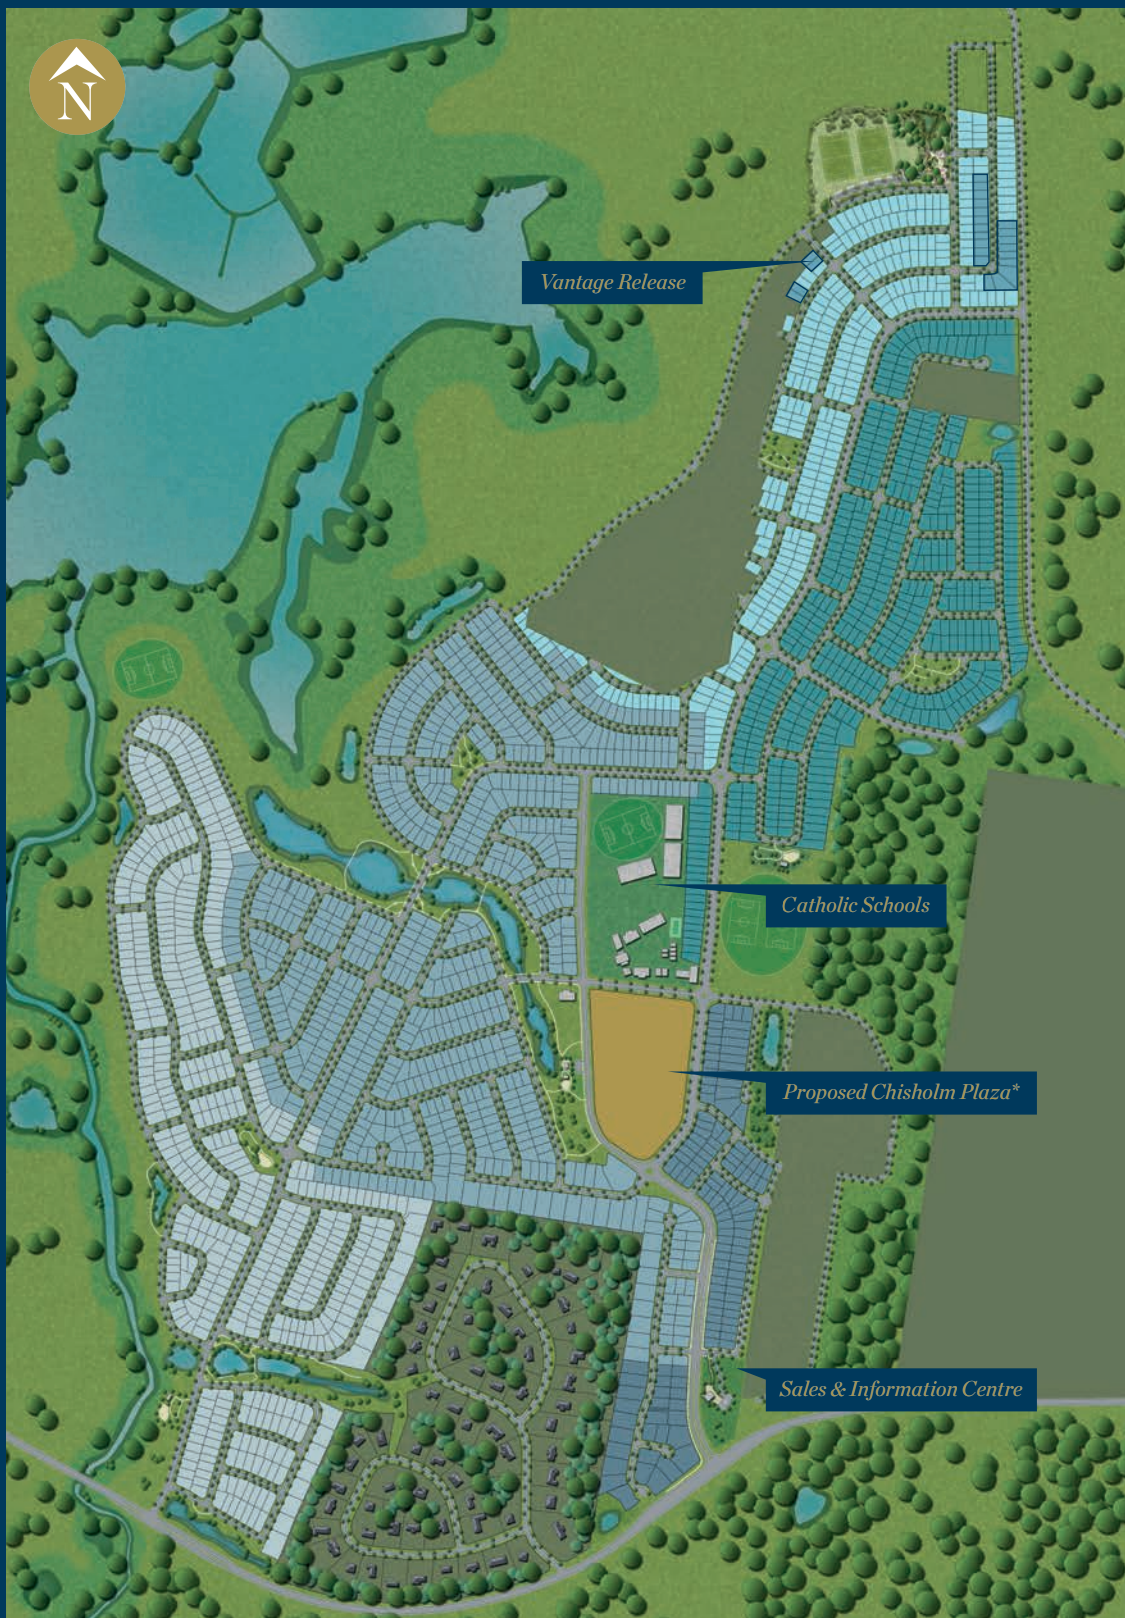 N
Vantage Release
Catholic Schools
Proposed Chisholm Plaza*
Sales & Information Centre